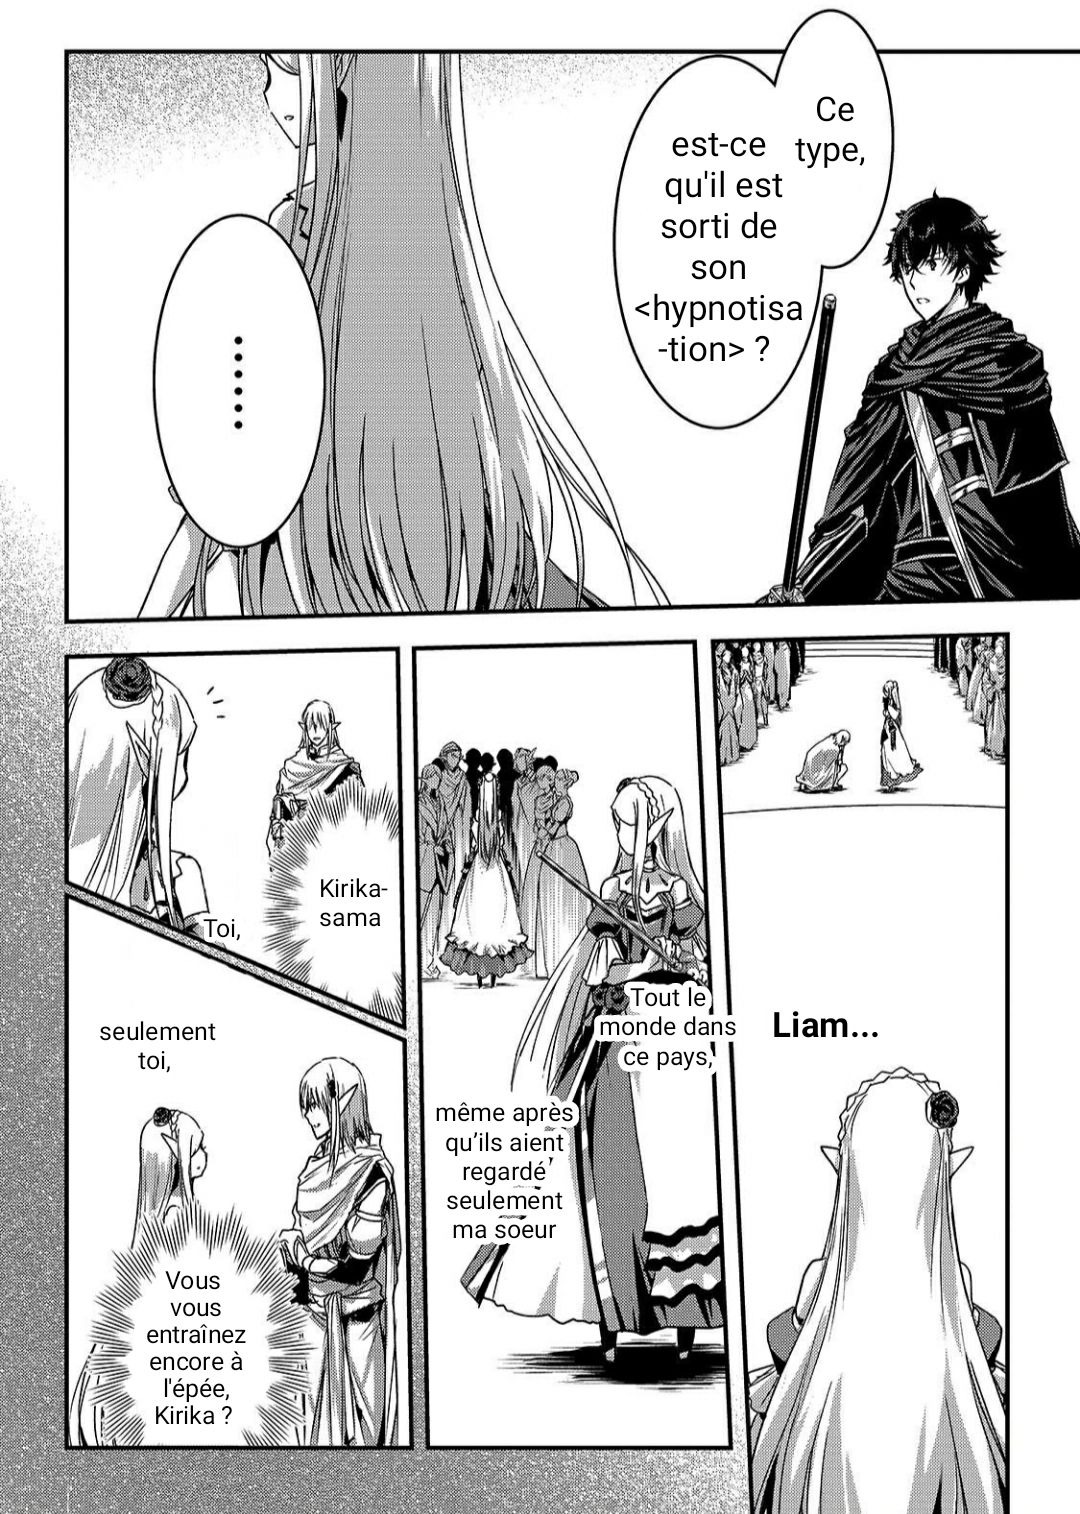 Ce
type,
est-ce
qu'il est
sorti de
son
<hypnotisa
-tion> ?
......
Liam...
Tout le
monde dans
ce pays,
même après
qu’ils aient
regardé
seulement
ma soeur
Kirika-
sama
Toi,
seulement
toi,
Vous
vous
entraînez
encore à
l'épée,
Kirika ?